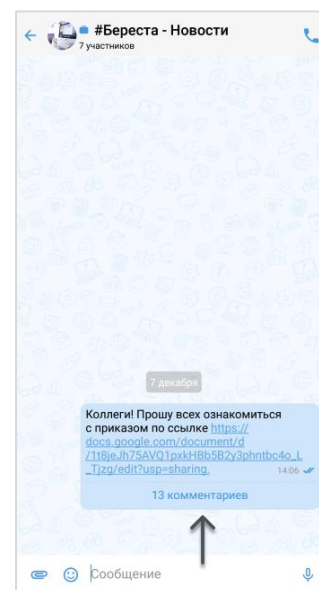 #Береста - Новости
7 участников
7 декабря
Коллеги! Прошу всех ознакомиться
с приказом по ссылке https://
docs.google.com/document/d
/1t8jeJh75AVQ1pxkHBb5B2y3phntbc4o_L
_Tjzg/edit?usp=sharing.
14:06
13 комментариев
Сообщение